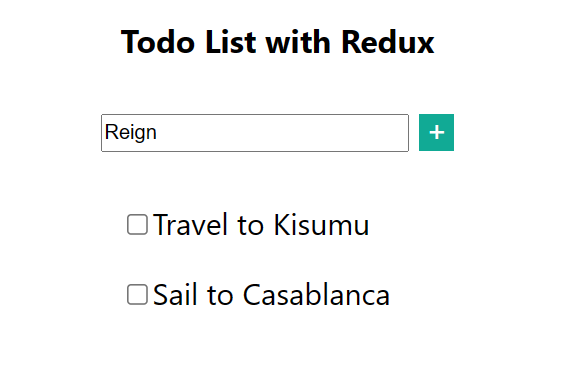 Todo List with Redux
Reign +
Travel to Kisumu
Sail to Casablanca